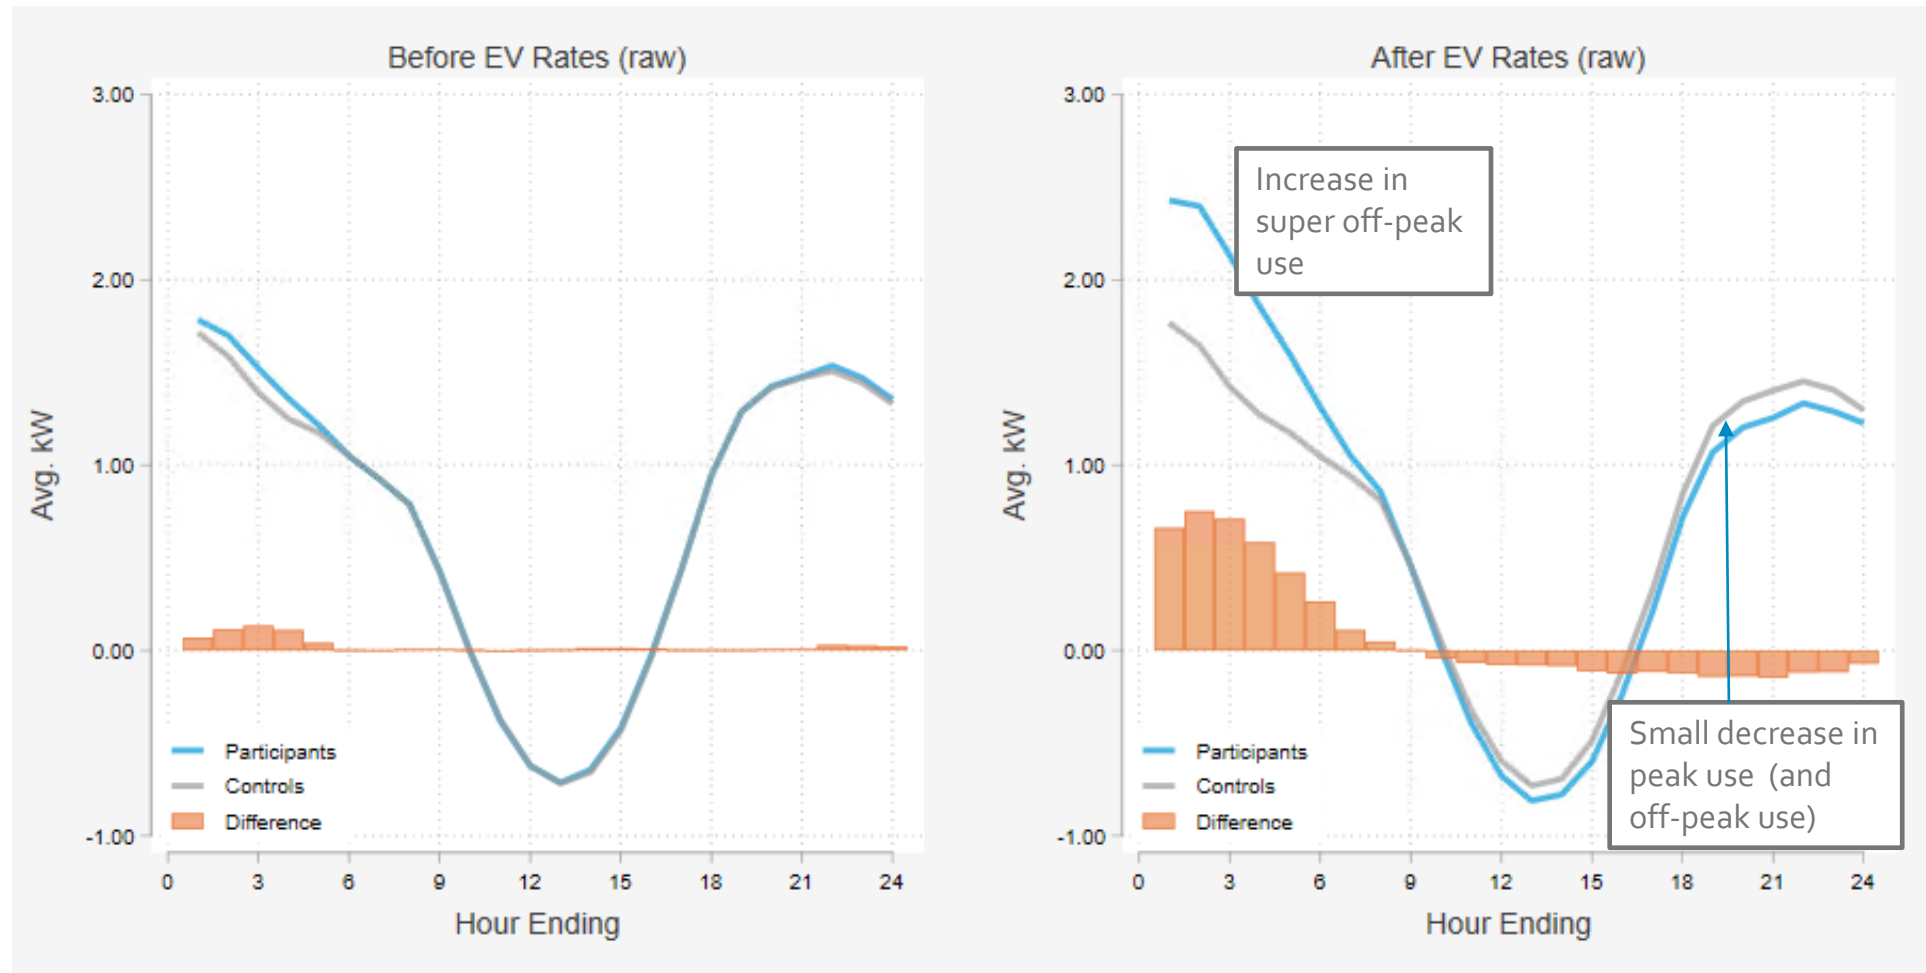 Before EV Rates (raw)
3.00
2.00
1.00
0.00
-1.00
Avg. kW
Participants
Controls
Difference
0 3 6 9 12 15 18 21 24
Hour Ending
After EV Rates (raw)
3.00
2.00
1.00
0.00
-1.00
Avg. kW
Increase in
super off-peak
use
Small decrease in
peak use (and
off-peak use)
Participants
Controls
Difference
0 3 6 9 12 15 18 21 24
Hour Ending